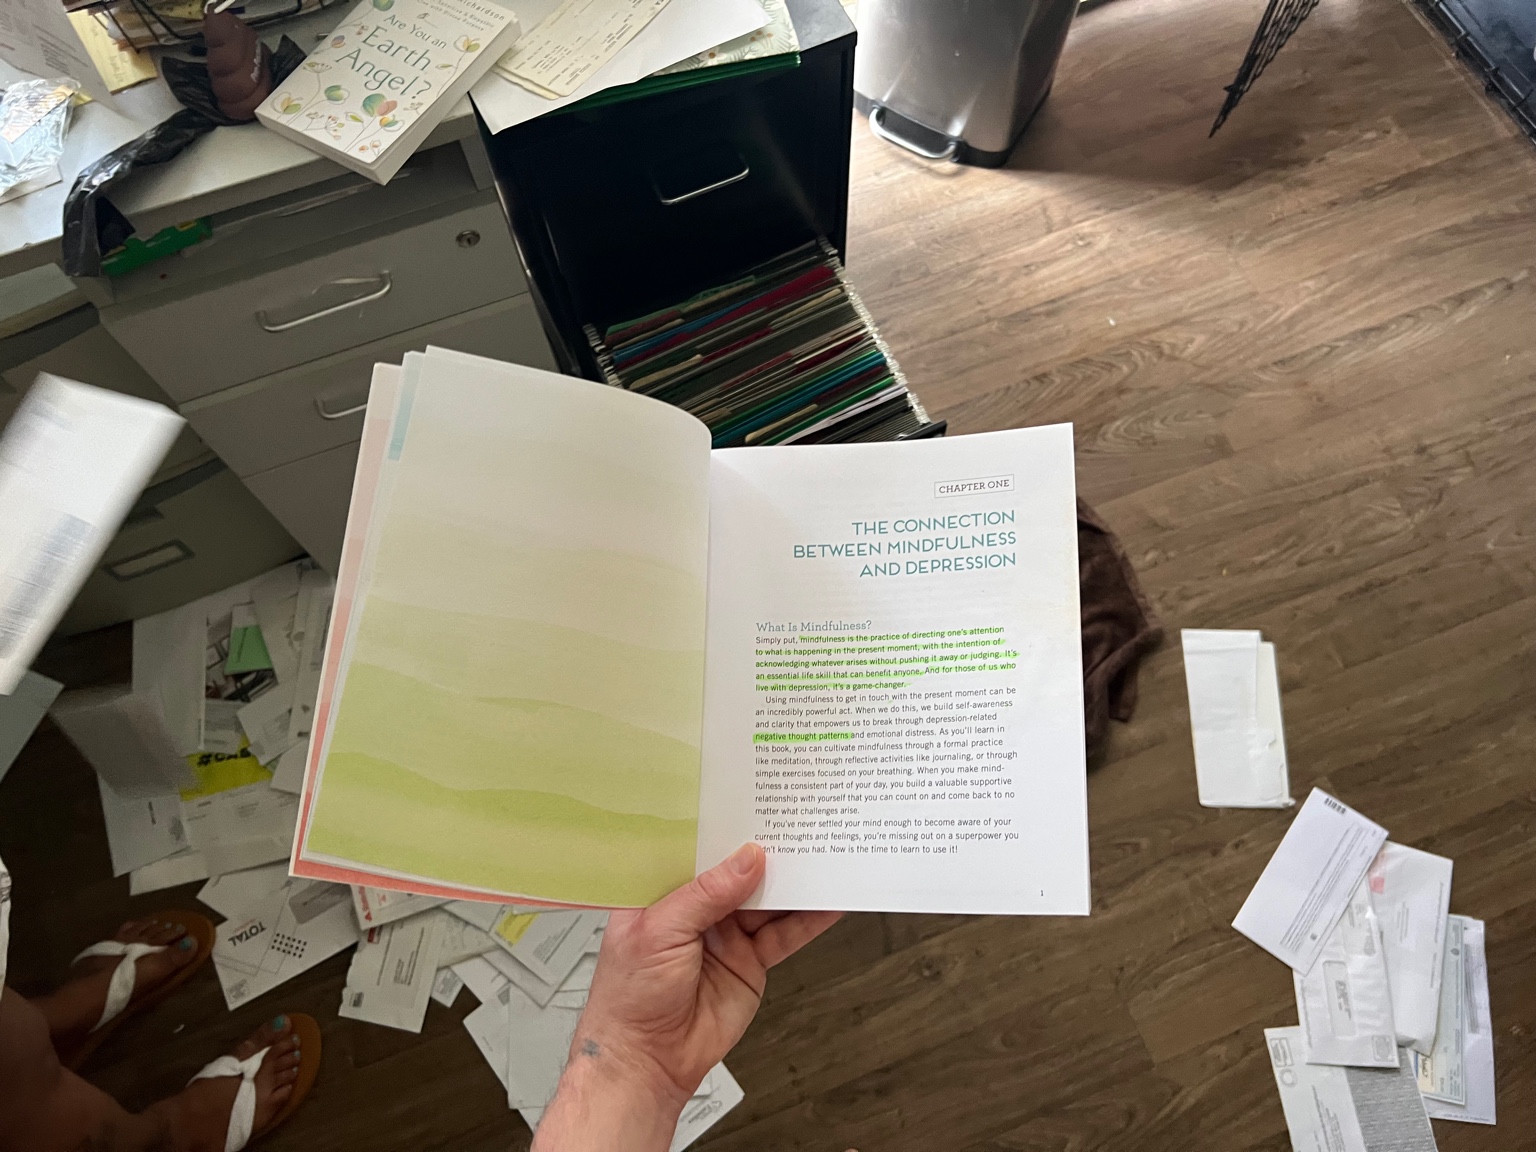 Are You an
Earth
Angel?
CHAPTER ONE
THE CONNECTION
BETWEEN MINDFULNESS
AND DEPRESSION
What Is Mindfulness?
Simply put, mindfulness is the practice of directing one's attention
to what is happening in the present moment, with the intention of
acknowledging whatever arises without pushing it away or judging. It's
an essential life skill that can benefit anyone. And for those of us who
live with depression, it's a game-changer.
Using mindfulness to get in touch with the present moment can be
an incredibly powerful act. When we do this, we build self-awareness
and clarity that empowers us to break through depression-related
negative thought patterns and emotional distress. As you'll learn in
this book, you can cultivate mindfulness through a formal practice
like meditation, through reflective activities like journaling, or through
simple exercises focused on your breathing. When you make mind-
fulness a consistent part of your day, you build a valuable supportive
relationship with yourself that you can count on and come back to no
matter what challenges arise.
If you've never settled your mind enough to become aware of your
current thoughts and feelings, you're missing out on a superpower you
didn't know you had. Now is the time to learn to use it!
1
TOTAL